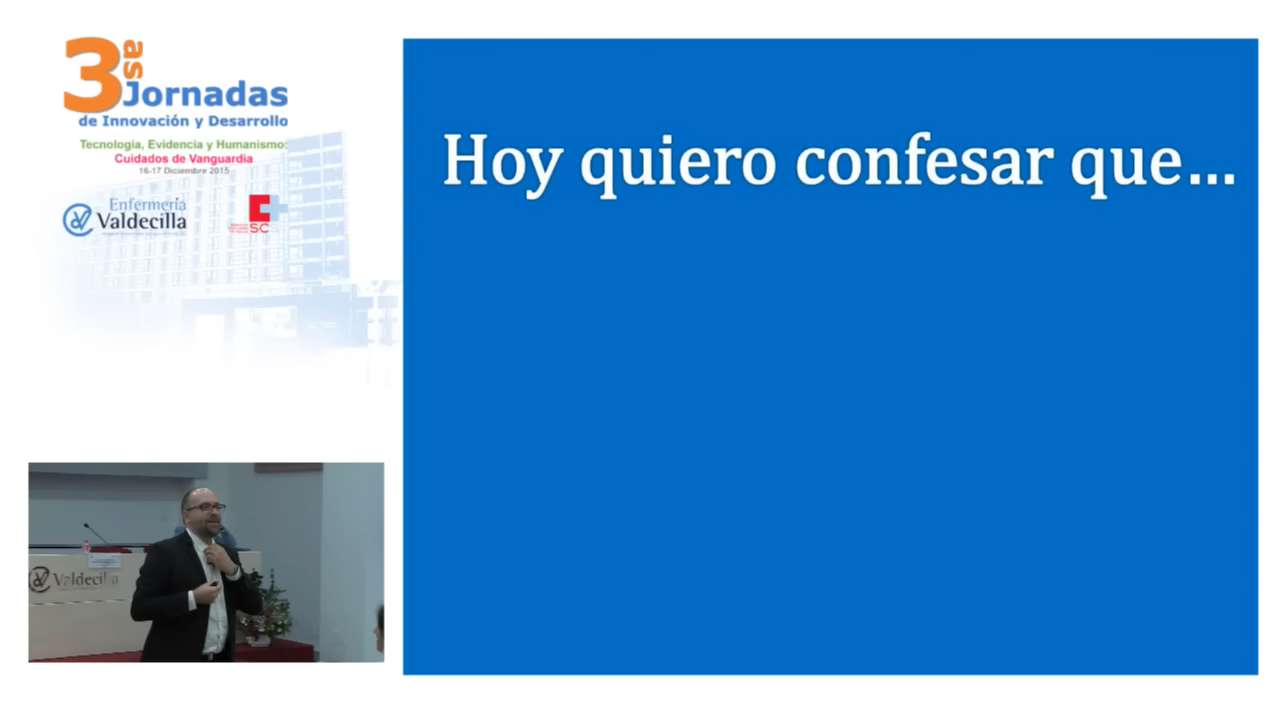 3as Jornadas
de Innovación y Desarrollo
Tecnología, Evidencia y Humanismo:
Cuidados de Vanguardia
16-17 Diciembre 2015
Enfermería
Valdecilla
SC
Hoy quiero confesar que...
Valdecilla